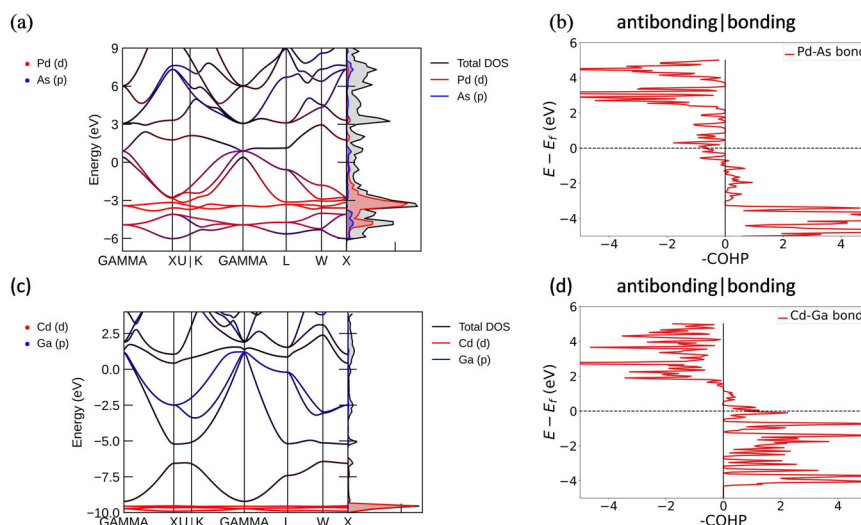 (a)
Pd (d)
As (p)
Energy (eV)
9
6
3
0
−3
−6
GAMMA XU|K GAMMA L W X
Total DOS
Pd (d)
As (p)
(b)
antibonding|bonding
Pd-As bond
E − E_f (eV)
6
4
2
0
−2
−4
−4 −2 0 2 4
-COHP
(c)
Cd (d)
Ga (p)
Energy (eV)
2.5
0.0
−2.5
−5.0
−7.5
−10.0
GAMMA XU|K GAMMA L W X
Total DOS
Cd (d)
Ga (p)
(d)
antibonding|bonding
Cd-Ga bond
E − E_f (eV)
6
4
2
0
−2
−4
−4 −2 0 2 4
-COHP